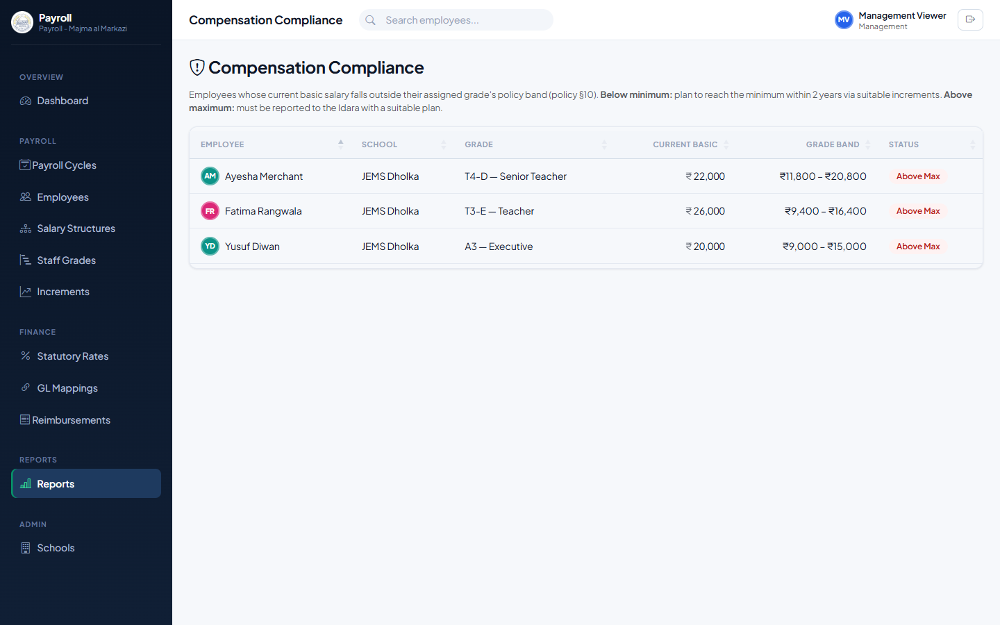 Payroll
Payroll - Majma al Markazi
OVERVIEW
Dashboard
PAYROLL
Payroll Cycles
Employees
Salary Structures
Staff Grades
Increments
FINANCE
Statutory Rates
GL Mappings
Reimbursements
REPORTS
Reports
ADMIN
Schools
Compensation Compliance
Search employees...
MV
Management Viewer
Management
Compensation Compliance
Employees whose current basic salary falls outside their assigned grade's policy band (policy §10). Below minimum: plan to reach the minimum within 2 years via suitable increments. Above
maximum: must be reported to the Idara with a suitable plan.
EMPLOYEE SCHOOL GRADE CURRENT BASIC GRADE BAND STATUS
AM Ayesha Merchant JEMS Dholka T4-D — Senior Teacher ₹ 22,000 ₹11,800 – ₹20,800 Above Max
FR Fatima Rangwala JEMS Dholka T3-E — Teacher ₹ 26,000 ₹9,400 – ₹16,400 Above Max
YD Yusuf Diwan JEMS Dholka A3 — Executive ₹ 20,000 ₹9,000 – ₹15,000 Above Max